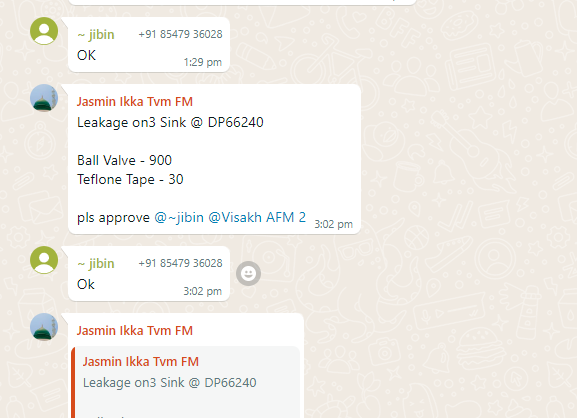 ~ jibin +91 85479 36028
OK
1:29 pm
Jasmin Ikka Tvm FM
Leakage on3 Sink @ DP66240
Ball Valve - 900
Teflone Tape - 30
pls approve @~jibin @Visakh AFM 2
3:02 pm
~ jibin +91 85479 36028
Ok
3:02 pm
Jasmin Ikka Tvm FM
Jasmin Ikka Tvm FM
Leakage on3 Sink @ DP66240